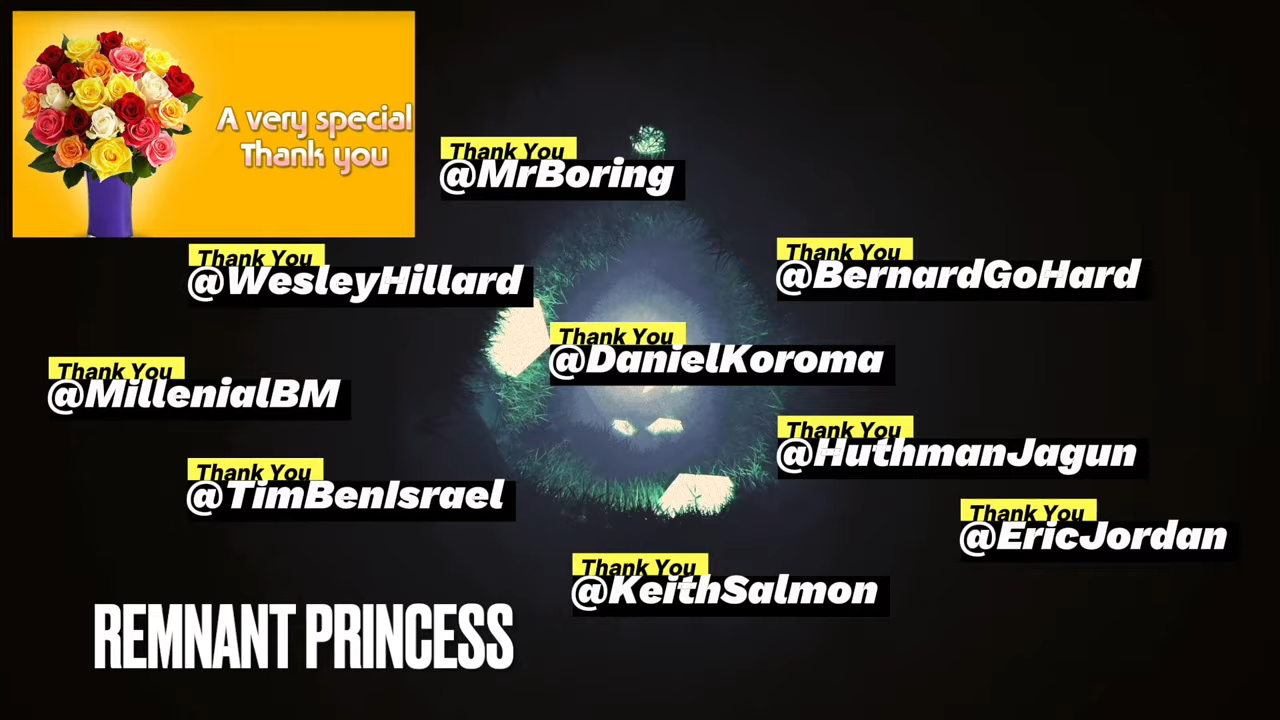 A very special
Thank you
Thank You
@MrBoring
Thank You
@WesleyHillard
Thank You
@BernardGoHard
Thank You
@DanielKoroma
Thank You
@MillenialBM
Thank You
@HuthmanJagun
Thank You
@TimBenIsrael
Thank You
@EricJordan
Thank You
@KeithSalmon
REMNANT PRINCESS